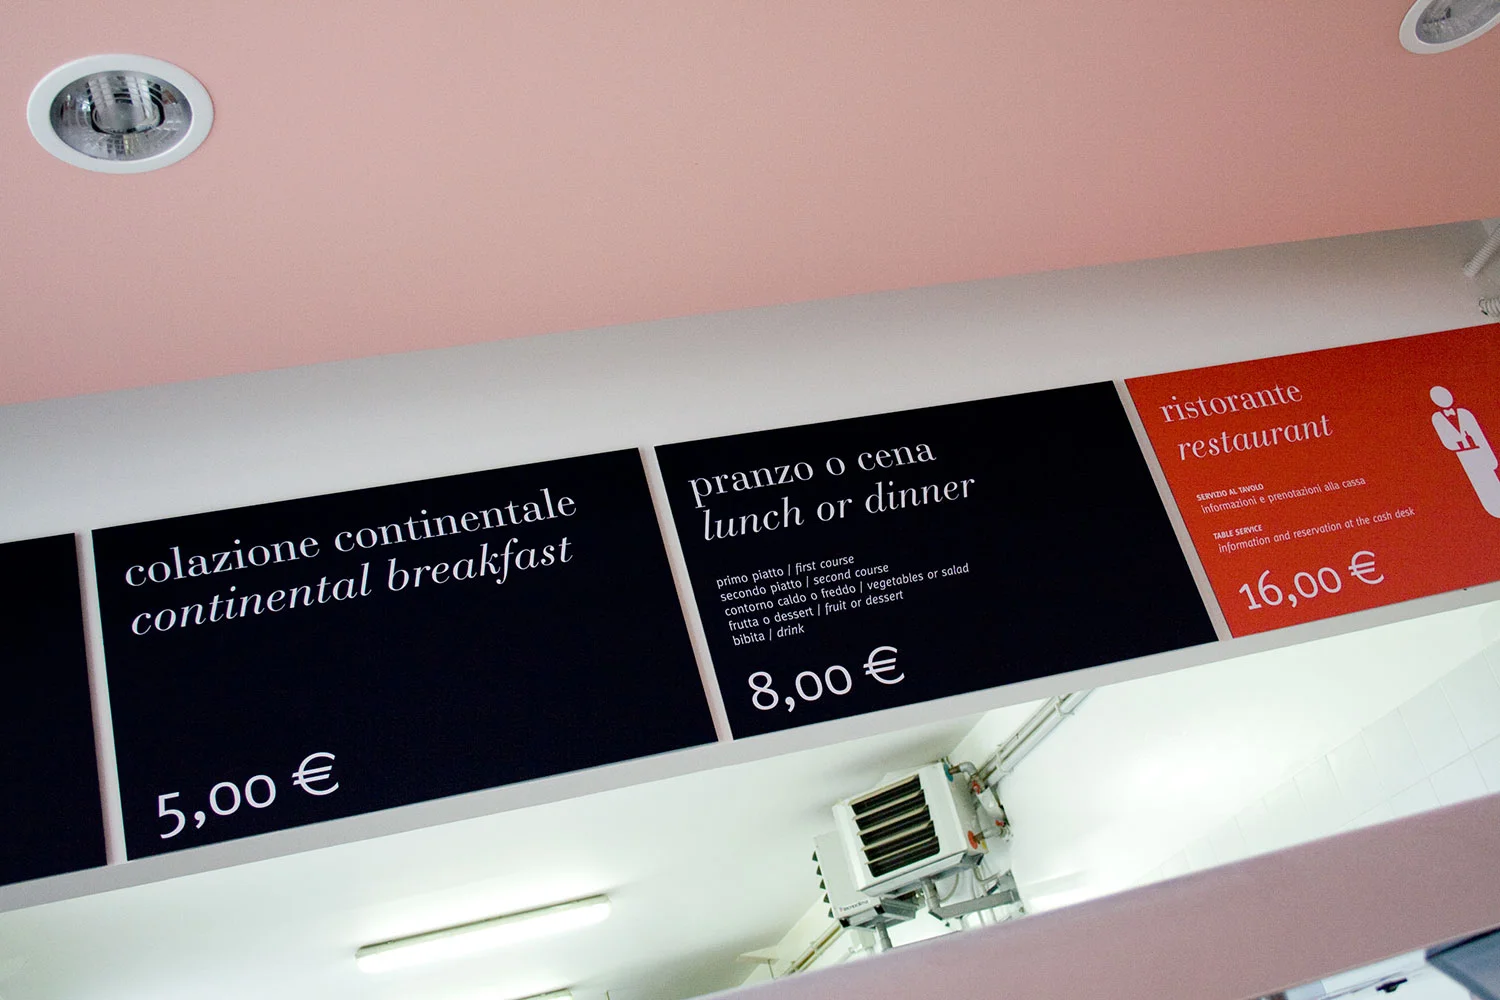 colazione continentale
continental breakfast
5,00 €
pranzo o cena
lunch or dinner
primo piatto / first course
secondo piatto / second course
contorno caldo o freddo / vegetables or salad
frutta o dessert / fruit or dessert
bibita / drink
8,00 €
ristorante
restaurant
SERVIZIO AL TAVOLO
informazioni e prenotazioni alla cassa
TABLE SERVICE
information and reservation at the cash desk
16,00 €